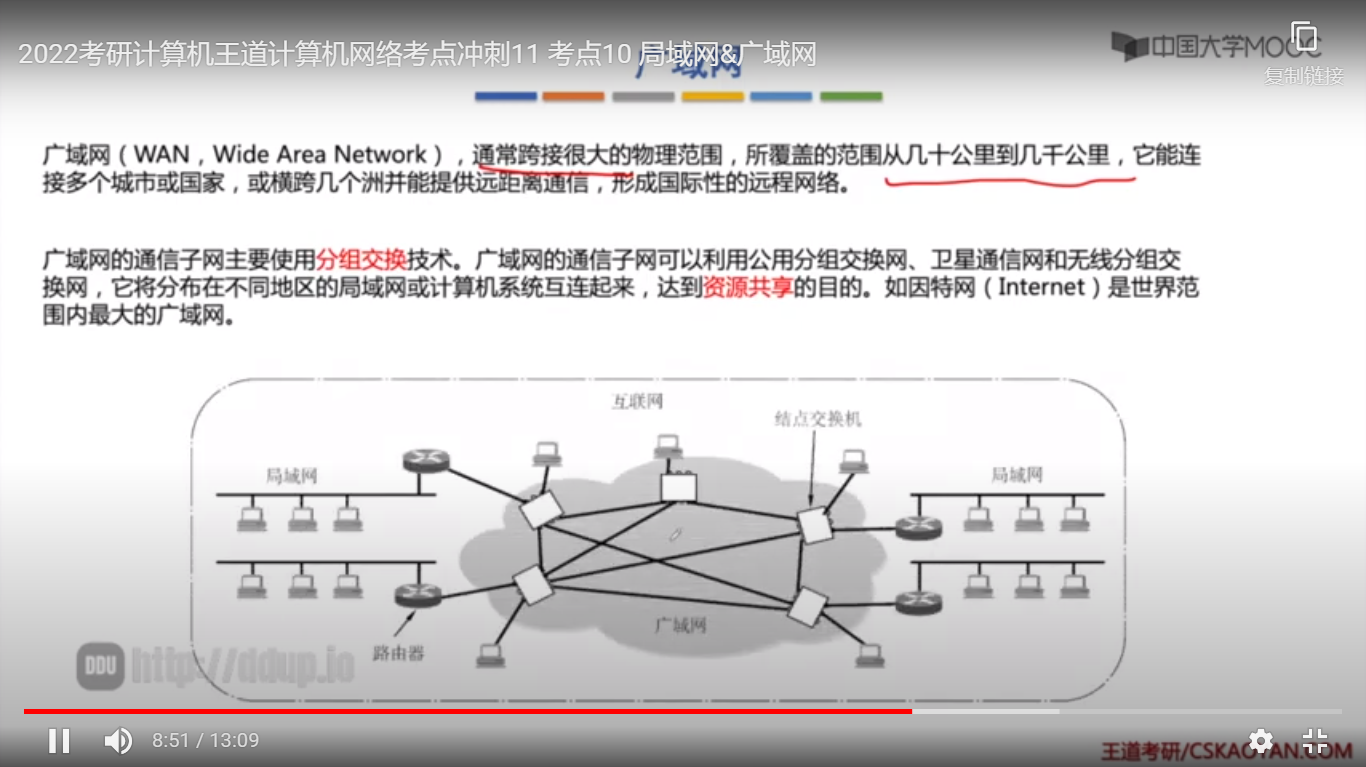 2022考研计算机王道计算机网络考点冲刺11 考点10 局域网&广域网
广域网
中国大学MOOC
复制链接
广域网（WAN，Wide Area Network），通常跨接很大的物理范围，所覆盖的范围从几十公里到几千公里，它能连
接多个城市或国家，或横跨几个洲并能提供远距离通信，形成国际性的远程网络。
广域网的通信子网主要使用分组交换技术。广域网的通信子网可以利用公用分组交换网、卫星通信网和无线分组交
换网，它将分布在不同地区的局域网或计算机系统互连起来，达到资源共享的目的。如因特网（Internet）是世界范
围内最大的广域网。
互联网
结点交换机
局域网
局域网
广域网
路由器
DDU http://ddup.io
8:51 / 13:09
王道考研/CSKAOYAN.COM